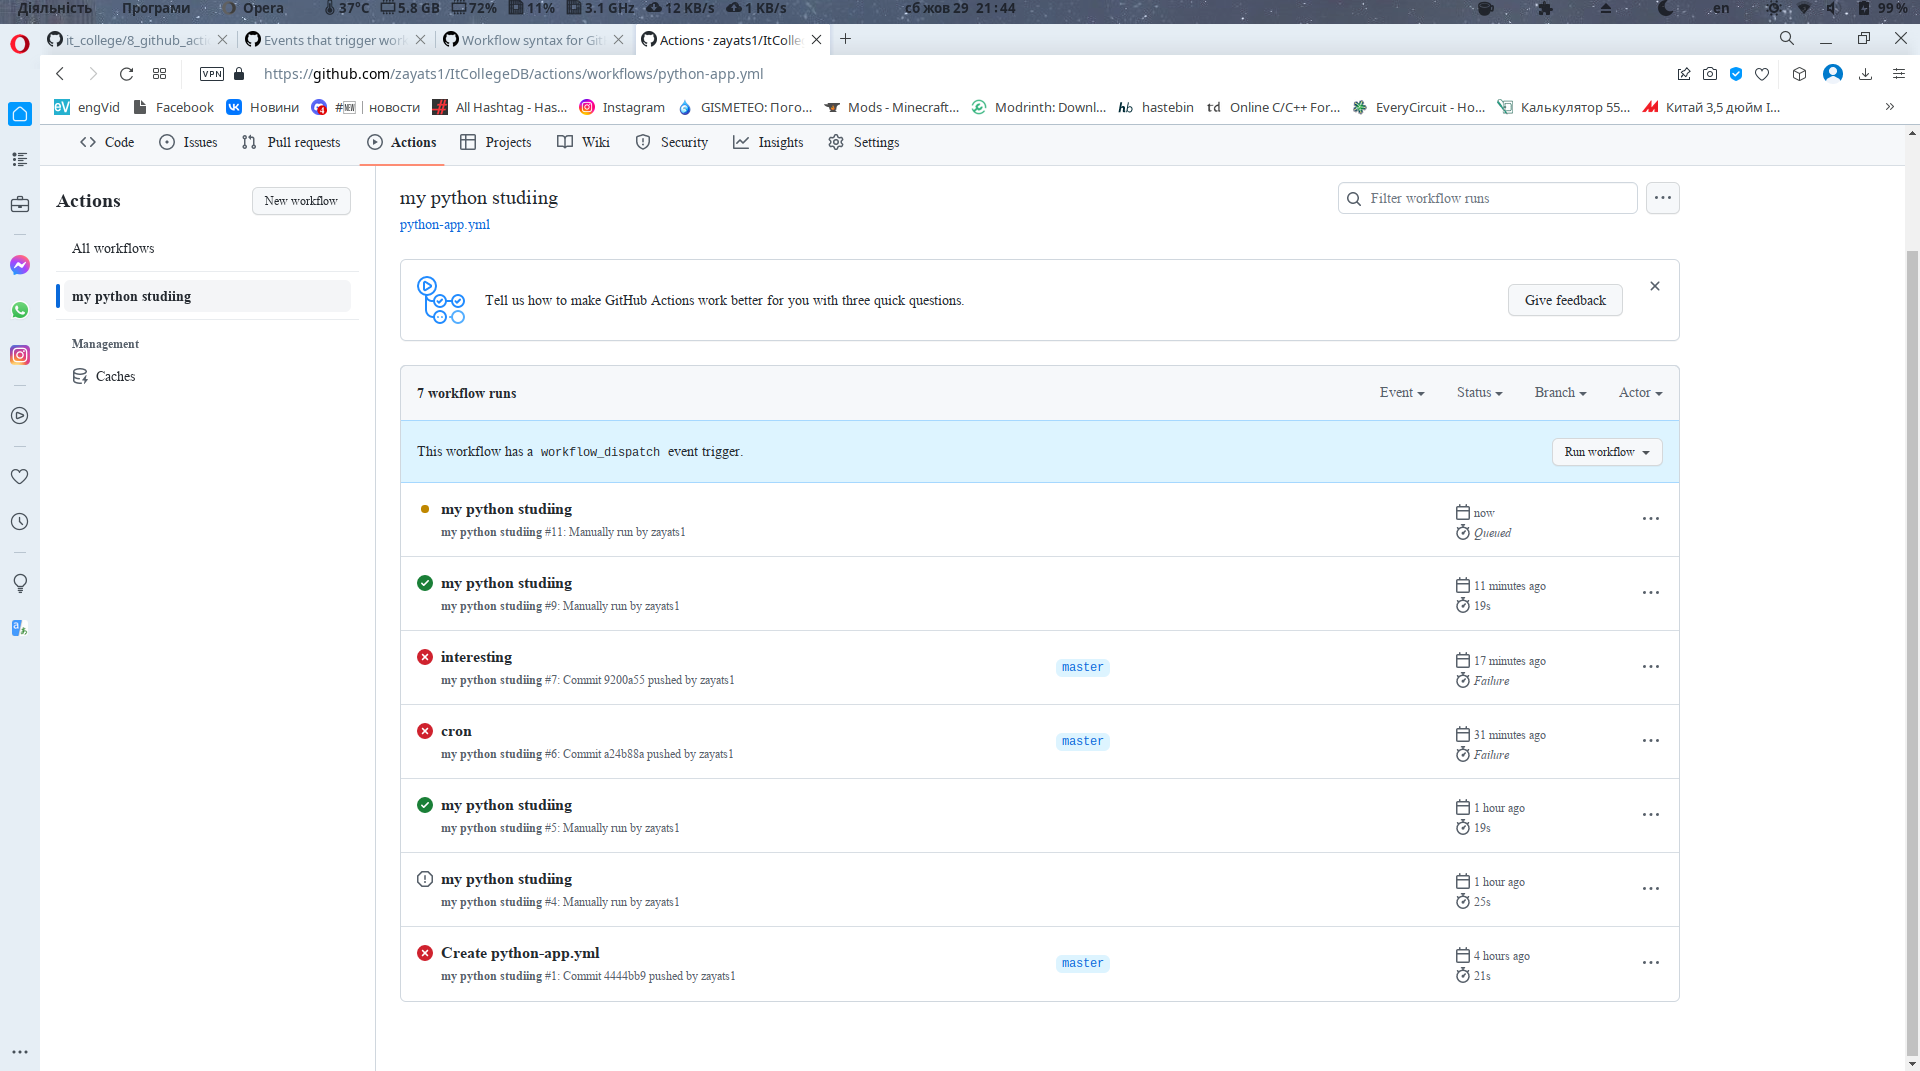 Діяльність Програми Opera 37°C 5.8 GB 72% 11% 3.1 GHz 12 KB/s 1 KB/s сб жов 29 21:44 en 99%
it_college/8_github_acti Events that trigger work Workflow syntax for Git Actions · zayats1/ItColle
VPN https://github.com/zayats1/ItCollegeDB/actions/workflows/python-app.yml
engVid Facebook Новини #🆕 | новости All Hashtag - Has... Instagram GISMETEO: Пого... Mods - Minecraft... Modrinth: Downl... hastebin Online C/C++ For... EveryCircuit - Ho... Калькулятор 55... Китай 3,5 дюйм I...
Code Issues Pull requests Actions Projects Wiki Security Insights Settings
Actions
New workflow
All workflows
my python studiing
Management
Caches
my python studiing
python-app.yml
Filter workflow runs
Tell us how to make GitHub Actions work better for you with three quick questions.
Give feedback
7 workflow runs
Event Status Branch Actor
This workflow has a workflow_dispatch event trigger.
Run workflow
my python studiing
my python studiing #11: Manually run by zayats1
now
Queued
my python studiing
my python studiing #9: Manually run by zayats1
11 minutes ago
19s
interesting
my python studiing #7: Commit 9200a55 pushed by zayats1
master
17 minutes ago
Failure
cron
my python studiing #6: Commit a24b88a pushed by zayats1
master
31 minutes ago
Failure
my python studiing
my python studiing #5: Manually run by zayats1
1 hour ago
19s
my python studiing
my python studiing #4: Manually run by zayats1
1 hour ago
25s
Create python-app.yml
my python studiing #1: Commit 4444bb9 pushed by zayats1
master
4 hours ago
21s